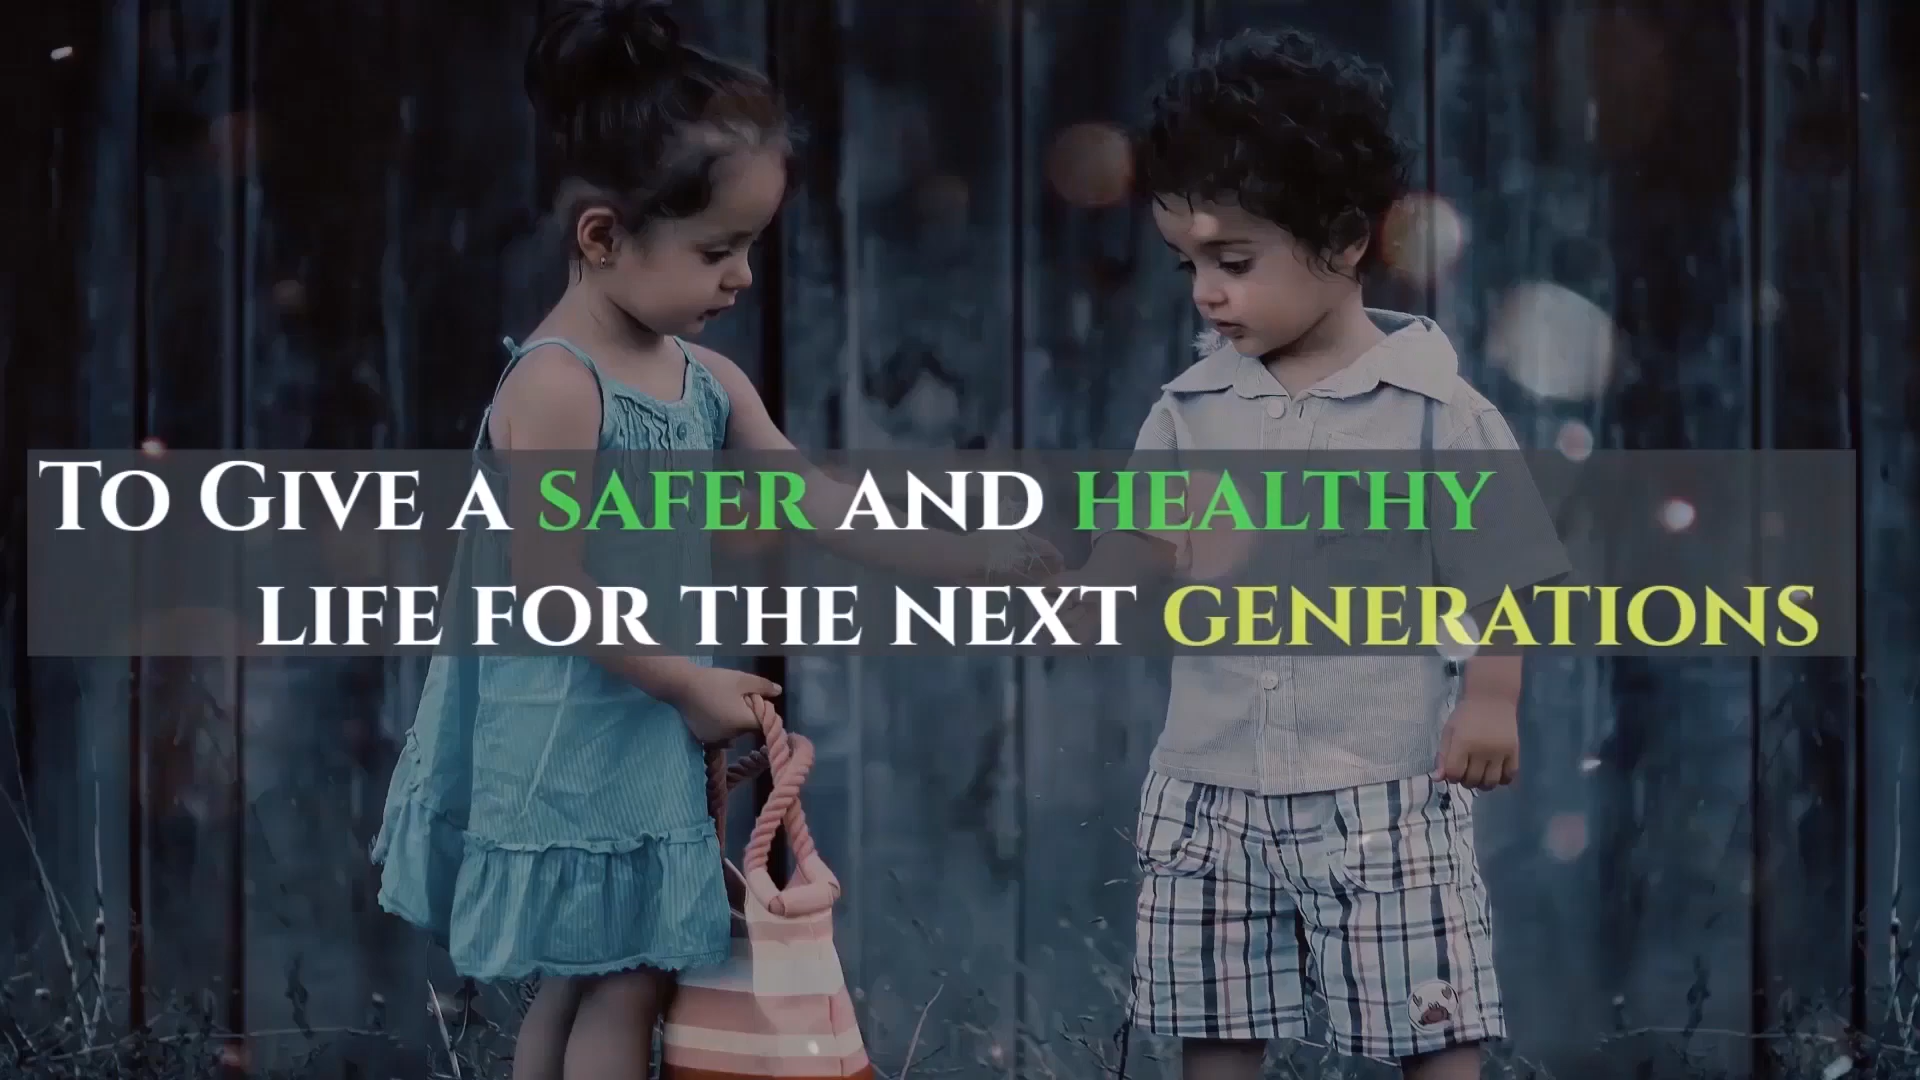 To Give a safer and healthy
life for the next generations